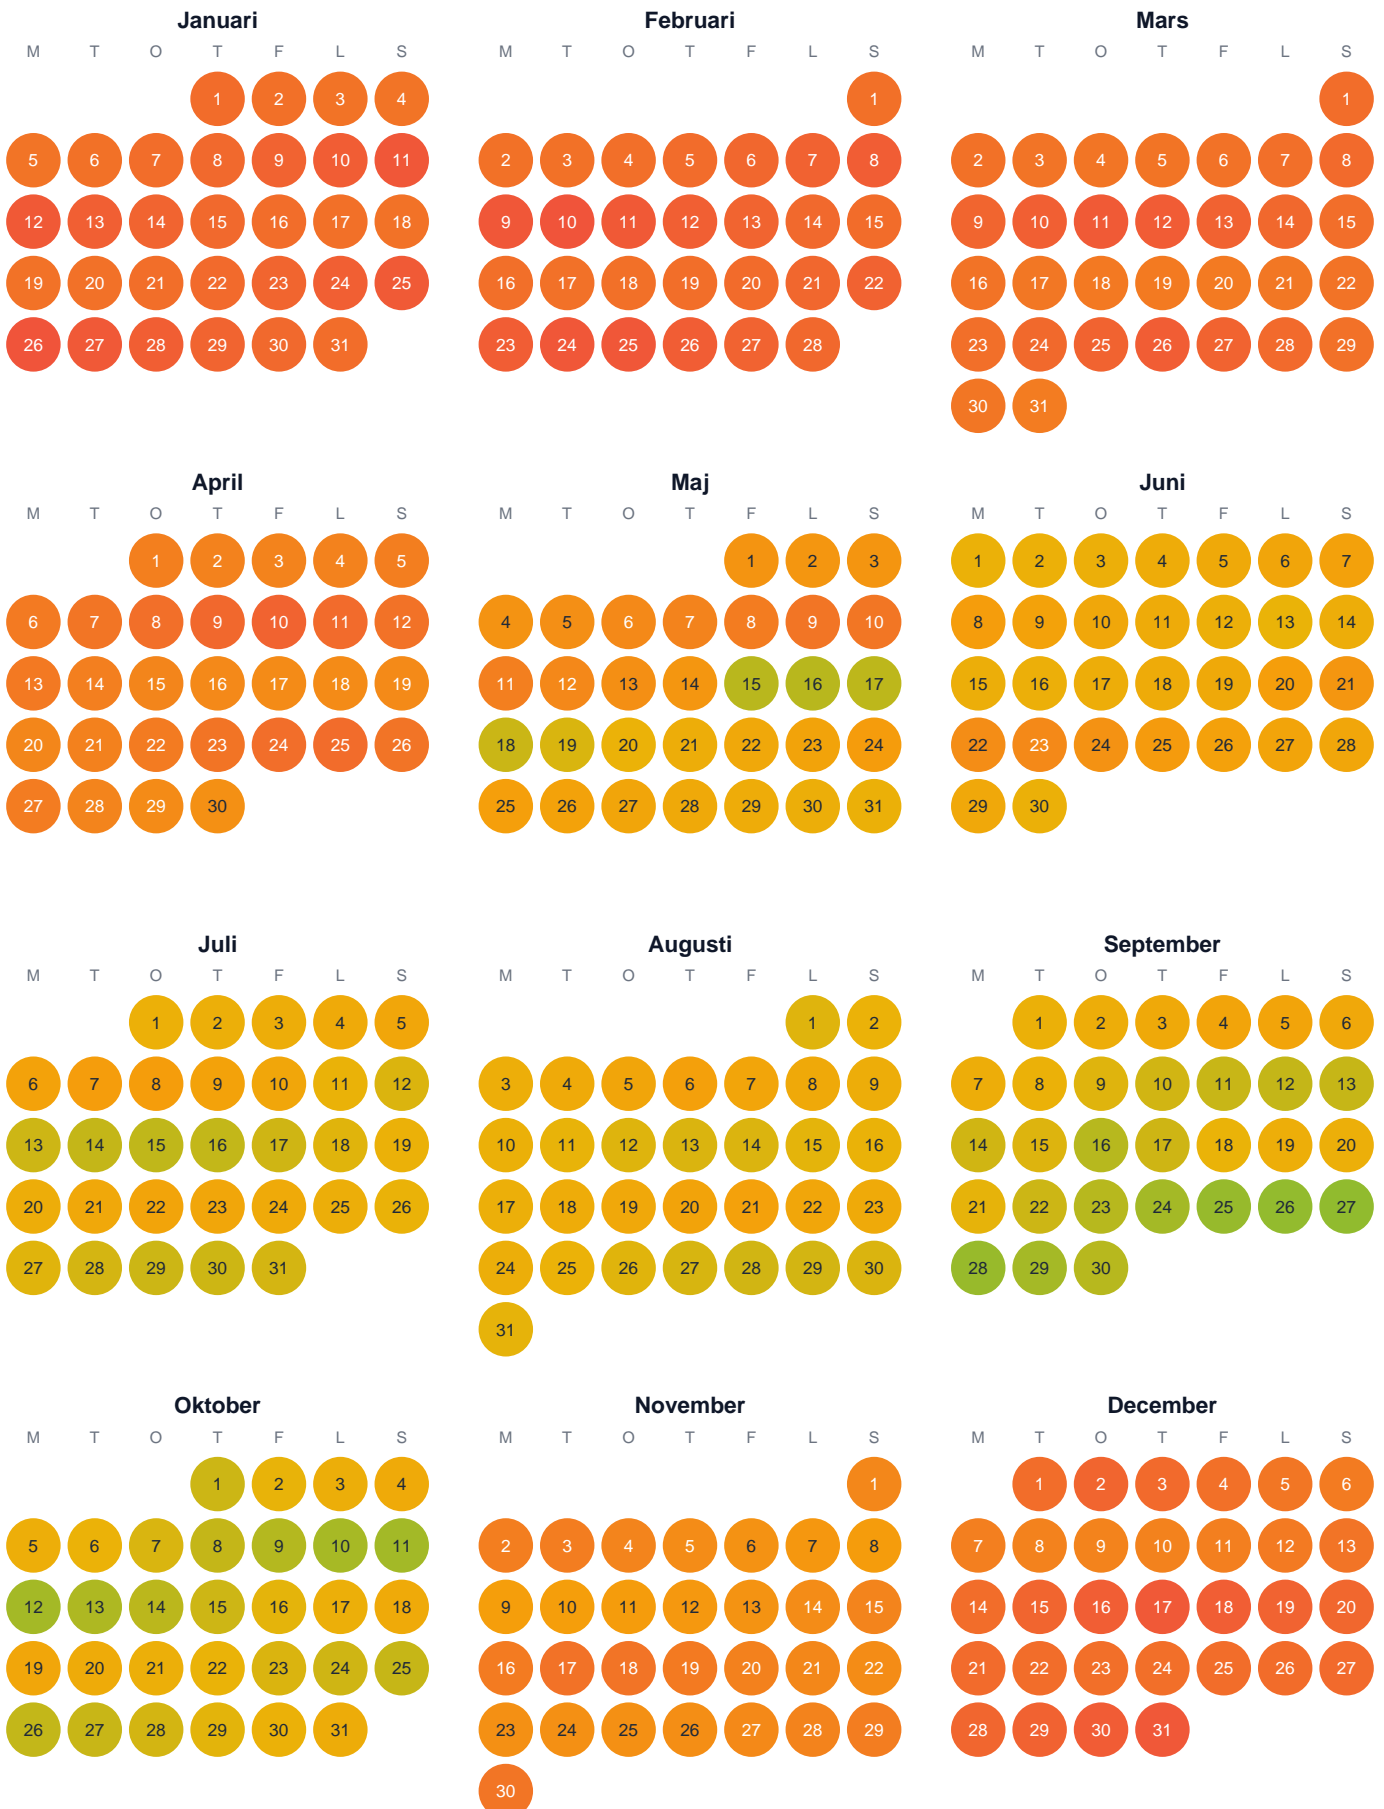 Januari Februari Mars
M T O T F L S M T O T F L S M T O T F L S
1 2 3 4 1 1
5 6 7 8 9 10 11 2 3 4 5 6 7 8 2 3 4 5 6 7 8
12 13 14 15 16 17 18 9 10 11 12 13 14 15 9 10 11 12 13 14 15
19 20 21 22 23 24 25 16 17 18 19 20 21 22 16 17 18 19 20 21 22
26 27 28 29 30 31 23 24 25 26 27 28 23 24 25 26 27 28 29
30 31
April Maj Juni
M T O T F L S M T O T F L S M T O T F L S
1 2 3 4 5 1 2 3 1 2 3 4 5 6 7
6 7 8 9 10 11 12 4 5 6 7 8 9 10 8 9 10 11 12 13 14
13 14 15 16 17 18 19 11 12 13 14 15 16 17 15 16 17 18 19 20 21
20 21 22 23 24 25 26 18 19 20 21 22 23 24 22 23 24 25 26 27 28
27 28 29 30 25 26 27 28 29 30 31 29 30
Juli Augusti September
M T O T F L S M T O T F L S M T O T F L S
1 2 3 4 5 1 2 1 2 3 4 5 6
6 7 8 9 10 11 12 3 4 5 6 7 8 9 7 8 9 10 11 12 13
13 14 15 16 17 18 19 10 11 12 13 14 15 16 14 15 16 17 18 19 20
20 21 22 23 24 25 26 17 18 19 20 21 22 23 21 22 23 24 25 26 27
27 28 29 30 31 24 25 26 27 28 29 30 28 29 30
31
Oktober November December
M T O T F L S M T O T F L S M T O T F L S
1 2 3 4 1 1 2 3 4 5 6
5 6 7 8 9 10 11 2 3 4 5 6 7 8 7 8 9 10 11 12 13
12 13 14 15 16 17 18 9 10 11 12 13 14 15 14 15 16 17 18 19 20
19 20 21 22 23 24 25 16 17 18 19 20 21 22 21 22 23 24 25 26 27
26 27 28 29 30 31 23 24 25 26 27 28 29 28 29 30 31
30